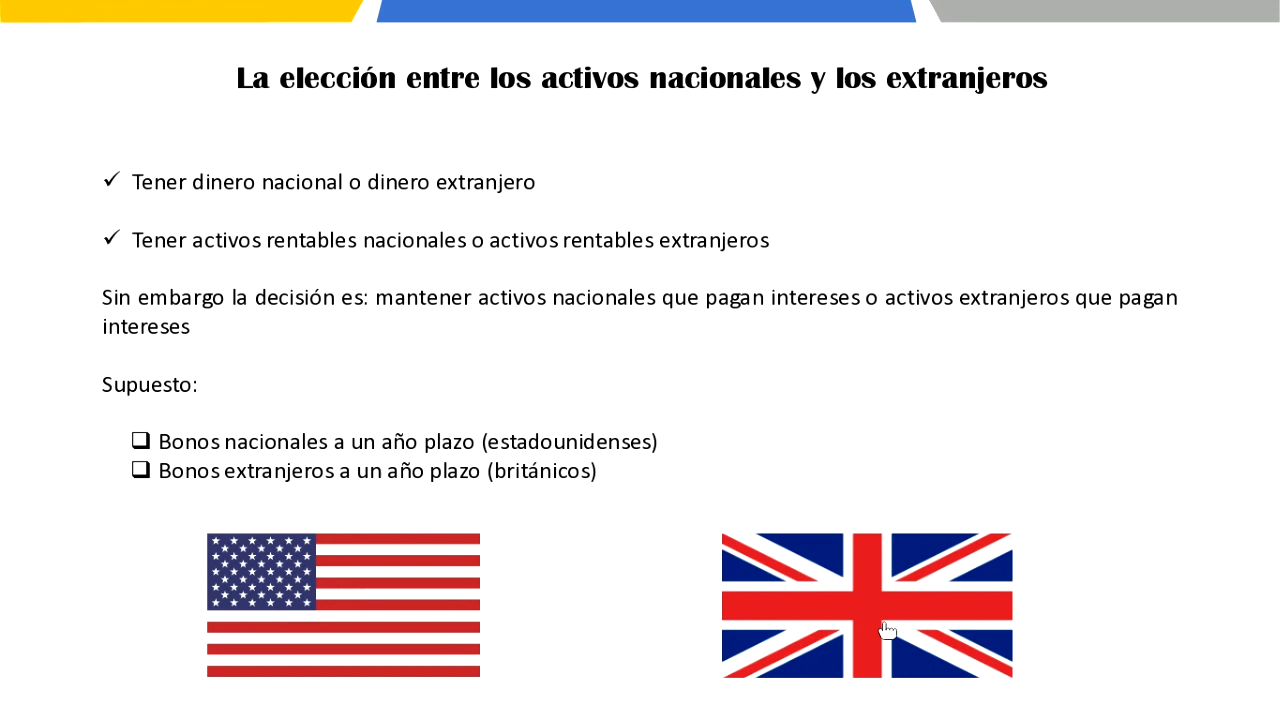 La elección entre los activos nacionales y los extranjeros
✓ Tener dinero nacional o dinero extranjero
✓ Tener activos rentables nacionales o activos rentables extranjeros
Sin embargo la decisión es: mantener activos nacionales que pagan intereses o activos extranjeros que pagan
intereses
Supuesto:
❑ Bonos nacionales a un año plazo (estadounidenses)
❑ Bonos extranjeros a un año plazo (británicos)